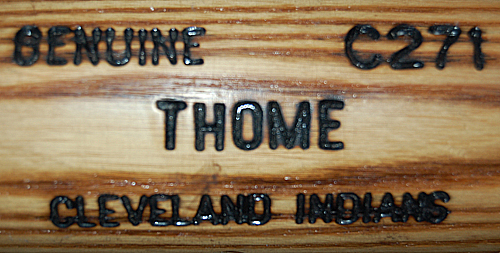 GENUINE C271
THOME
CLEVELAND INDIANS